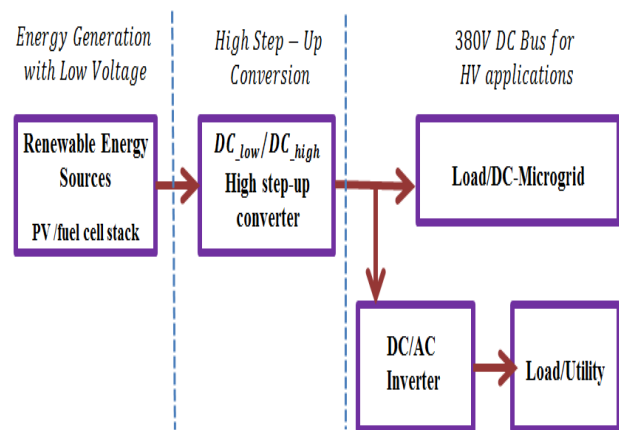 Energy Generation
with Low Voltage
High Step − Up
Conversion
380V DC Bus for
HV applications
Renewable Energy
Sources
PV /fuel cell stack
DC_low/DC_high
High step-up
converter
Load/DC-Microgrid
DC/AC
Inverter
Load/Utility